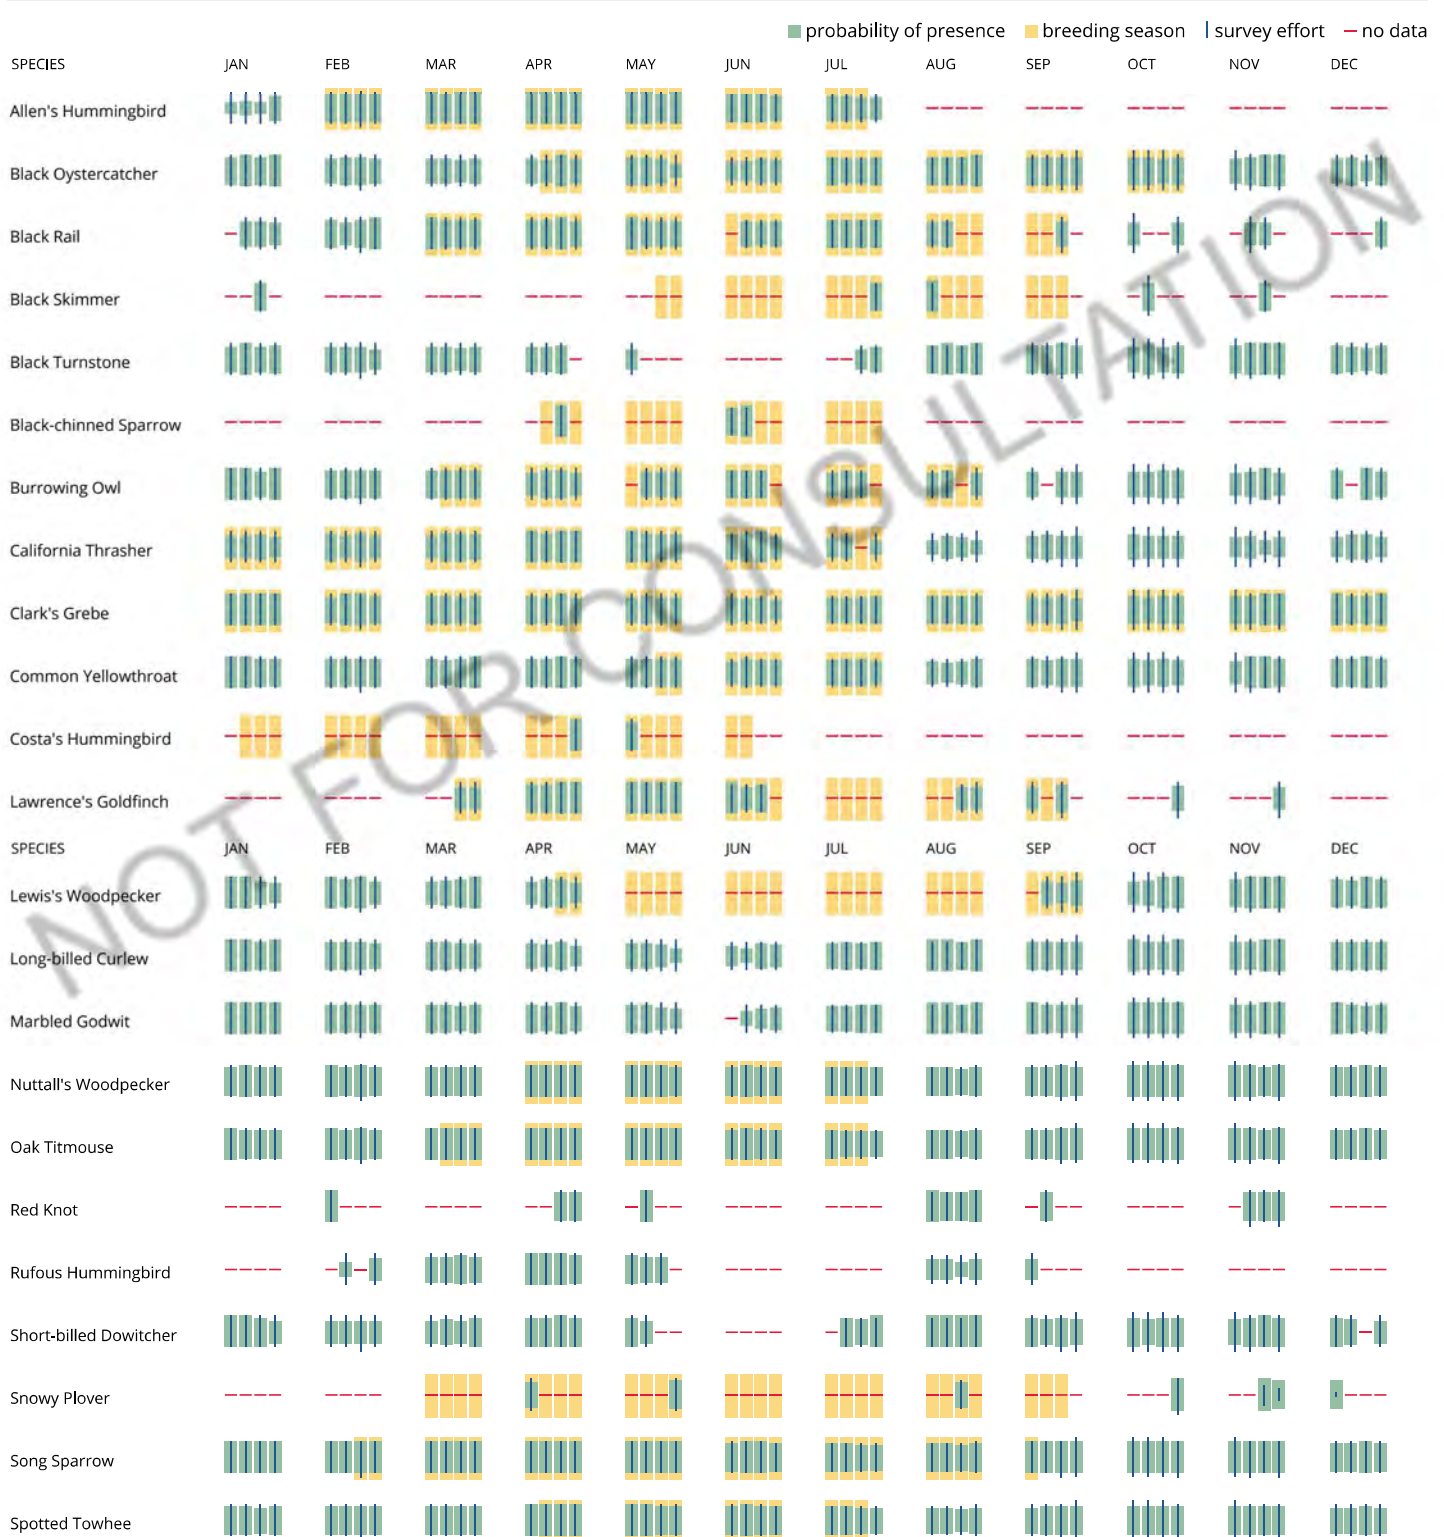 probability of presence breeding season survey effort no data
SPECIES JAN FEB MAR APR MAY JUN JUL AUG SEP OCT NOV DEC
Allen's Hummingbird
Black Oystercatcher
Black Rail
Black Skimmer
Black Turnstone
Black-chinned Sparrow
Burrowing Owl
California Thrasher
Clark's Grebe
Common Yellowthroat
Costa's Hummingbird
Lawrence's Goldfinch
SPECIES JAN FEB MAR APR MAY JUN JUL AUG SEP OCT NOV DEC
Lewis's Woodpecker
Long-billed Curlew
Marbled Godwit
Nuttall's Woodpecker
Oak Titmouse
Red Knot
Rufous Hummingbird
Short-billed Dowitcher
Snowy Plover
Song Sparrow
Spotted Towhee
NOT FOR CONSULTATION